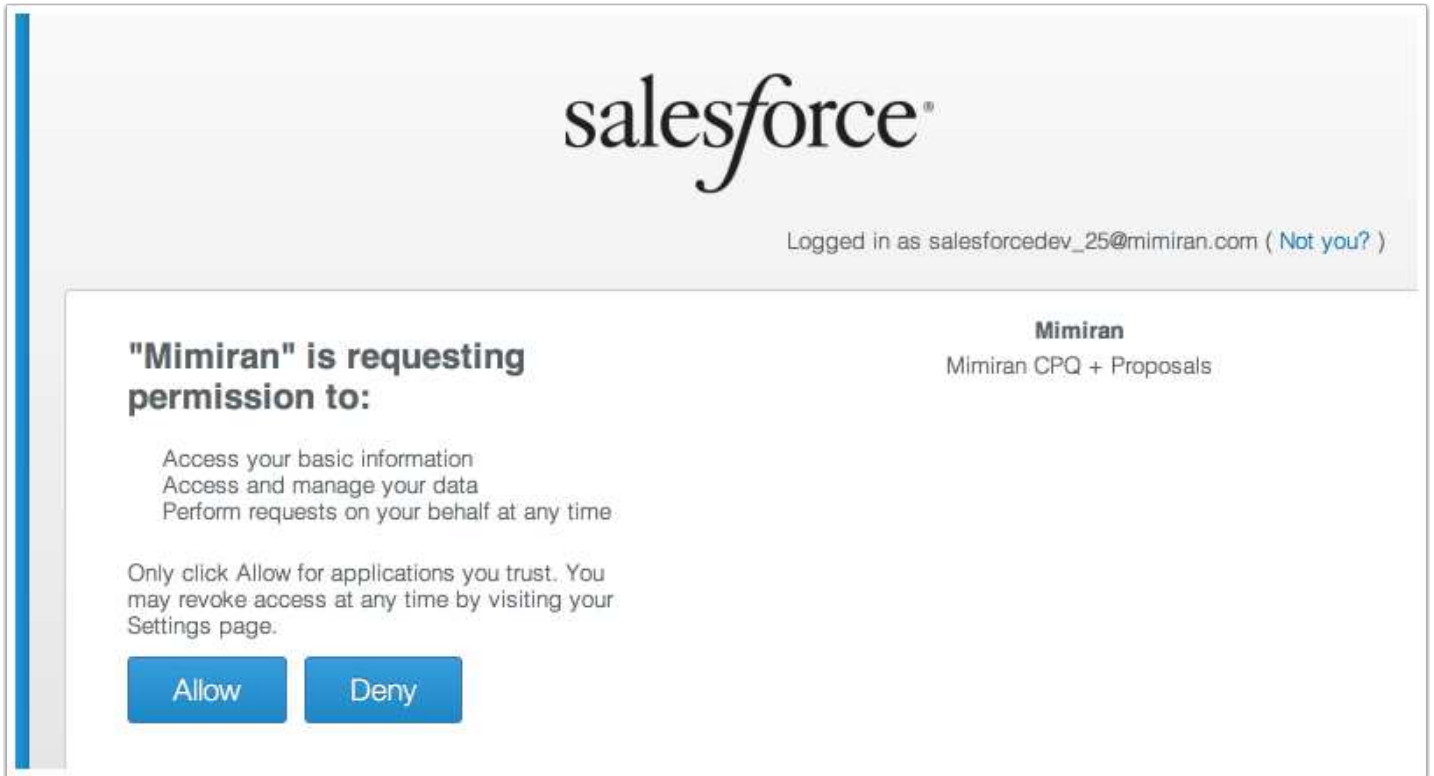 salesforce®
Logged in as salesforcedev_25@mimiran.com ( Not you? )
"Mimiran" is requesting
permission to:
Access your basic information
Access and manage your data
Perform requests on your behalf at any time
Only click Allow for applications you trust. You
may revoke access at any time by visiting your
Settings page.
Allow Deny
Mimiran
Mimiran CPQ + Proposals